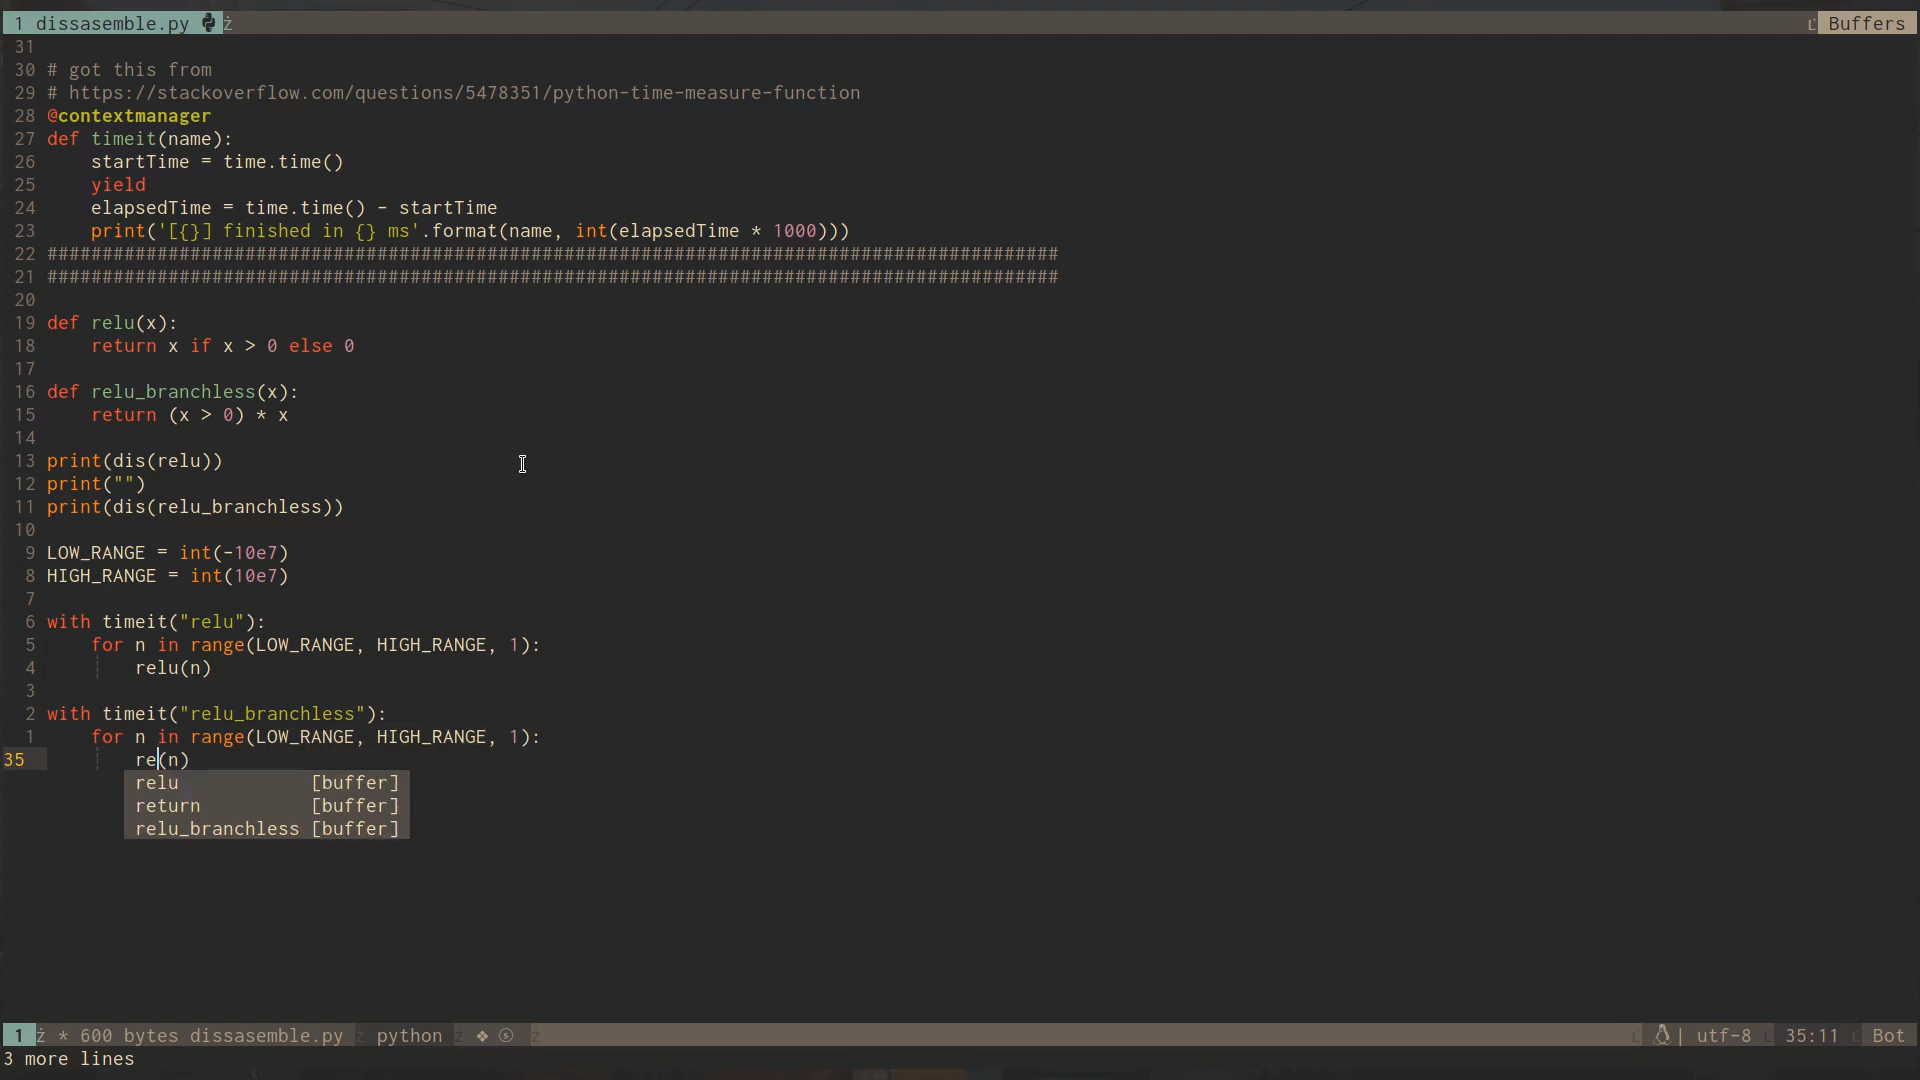 1 dissasemble.py Buffers
31
30 # got this from
29 # https://stackoverflow.com/questions/5478351/python-time-measure-function
28 @contextmanager
27 def timeit(name):
26     startTime = time.time()
25     yield
24     elapsedTime = time.time() - startTime
23     print('[{}] finished in {} ms'.format(name, int(elapsedTime * 1000)))
22 ############################################################################################
21 ############################################################################################
20
19 def relu(x):
18     return x if x > 0 else 0
17
16 def relu_branchless(x):
15     return (x > 0) * x
14
13 print(dis(relu))
12 print("")
11 print(dis(relu_branchless))
10
9 LOW_RANGE = int(-10e7)
8 HIGH_RANGE = int(10e7)
7
6 with timeit("relu"):
5     for n in range(LOW_RANGE, HIGH_RANGE, 1):
4         relu(n)
3
2 with timeit("relu_branchless"):
1     for n in range(LOW_RANGE, HIGH_RANGE, 1):
35         re(n)
relu [buffer]
return [buffer]
relu_branchless [buffer]
1 * 600 bytes dissasemble.py python utf-8 35:11 Bot
3 more lines